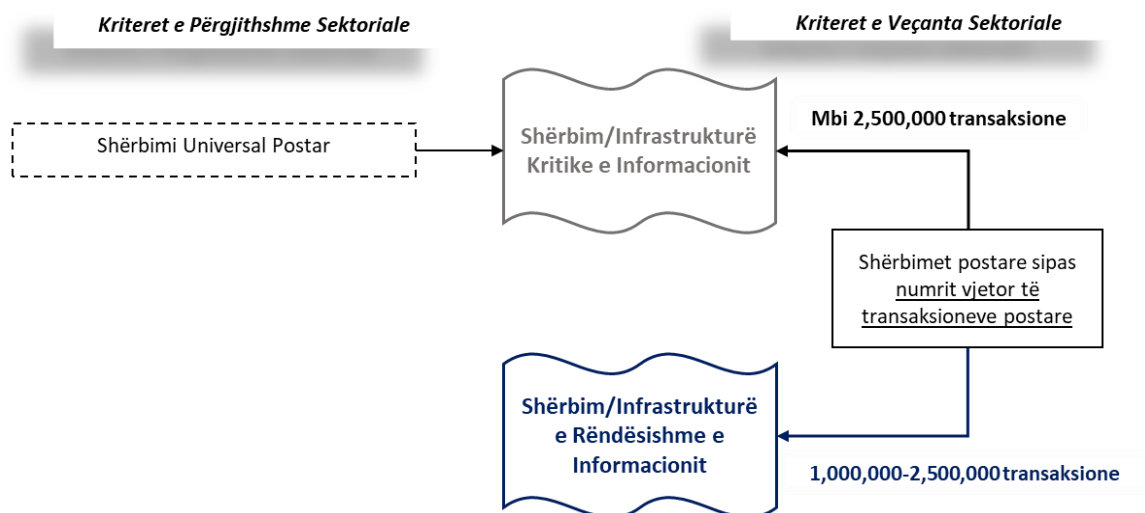 Kriteret e Përgjithshme Sektoriale
Kriteret e Veçanta Sektoriale
Mbi 2,500,000 transaksione
Shërbimi Universal Postar
Shërbim/Infrastrukturë
Kritike e Informacionit
Shërbimet postare sipas
numrit vjetor të
transaksioneve postare
Shërbim/Infrastrukturë
e Rëndësishme e
Informacionit
1,000,000-2,500,000 transaksione